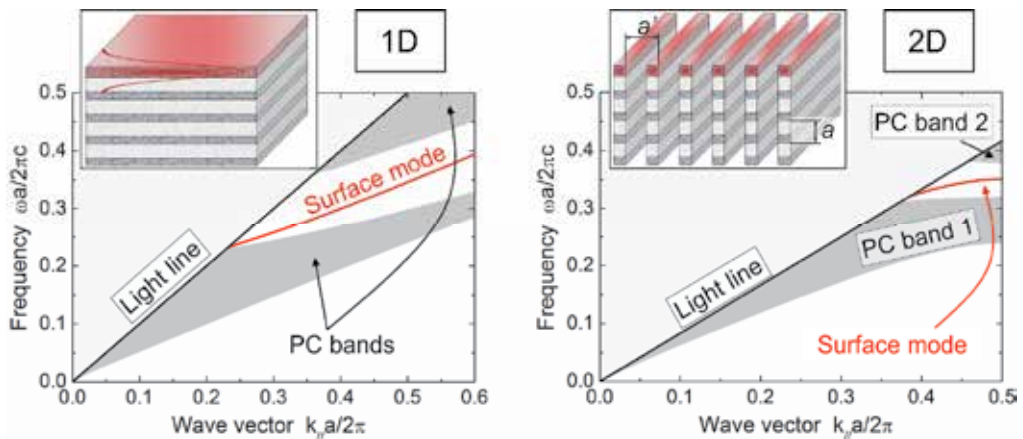 1D
Frequency ωa/2πc
0.5
0.4
0.3
0.2
0.1
0.0
Light line
Surface mode
PC bands
0.0 0.1 0.2 0.3 0.4 0.5 0.6
Wave vector k//a/2π
2D
a'
a
Frequency ωa/2πc
0.5
0.4
0.3
0.2
0.1
0.0
PC band 2
PC band 1
Light line
Surface mode
0.0 0.1 0.2 0.3 0.4 0.5
Wave vector k//a/2π